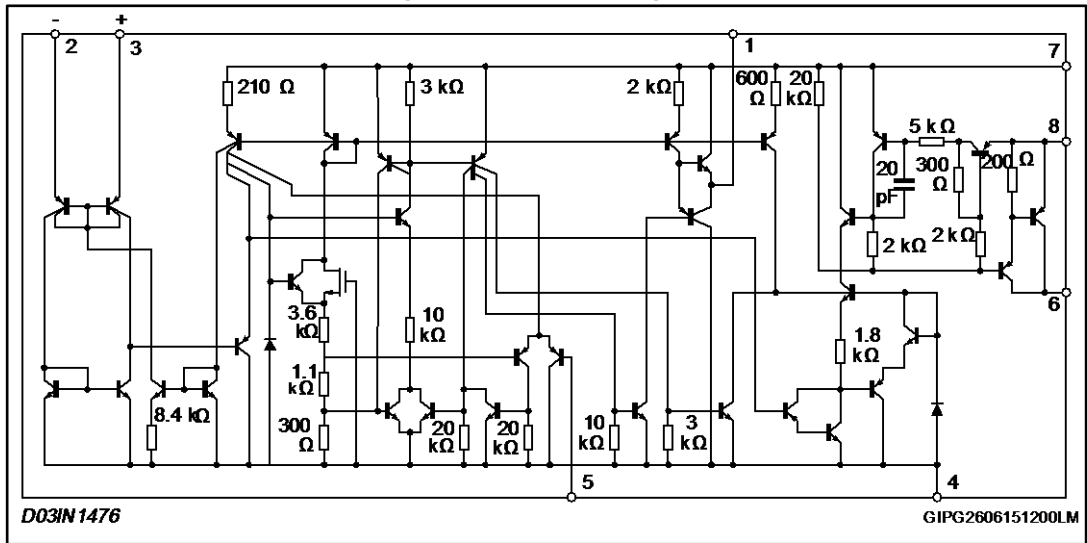 - +
2 3 1 7
210 Ω 3 kΩ 2 kΩ 600 Ω 20 kΩ
5 kΩ 8
20 pF 300 Ω 200 Ω
2 kΩ 2 kΩ
6
3.6 kΩ 10 kΩ 1.8 kΩ
1.1 kΩ
8.4 kΩ 300 Ω 20 kΩ 20 kΩ 10 kΩ 3 kΩ
5 4
D03IN1476 GIPG2606151200LM